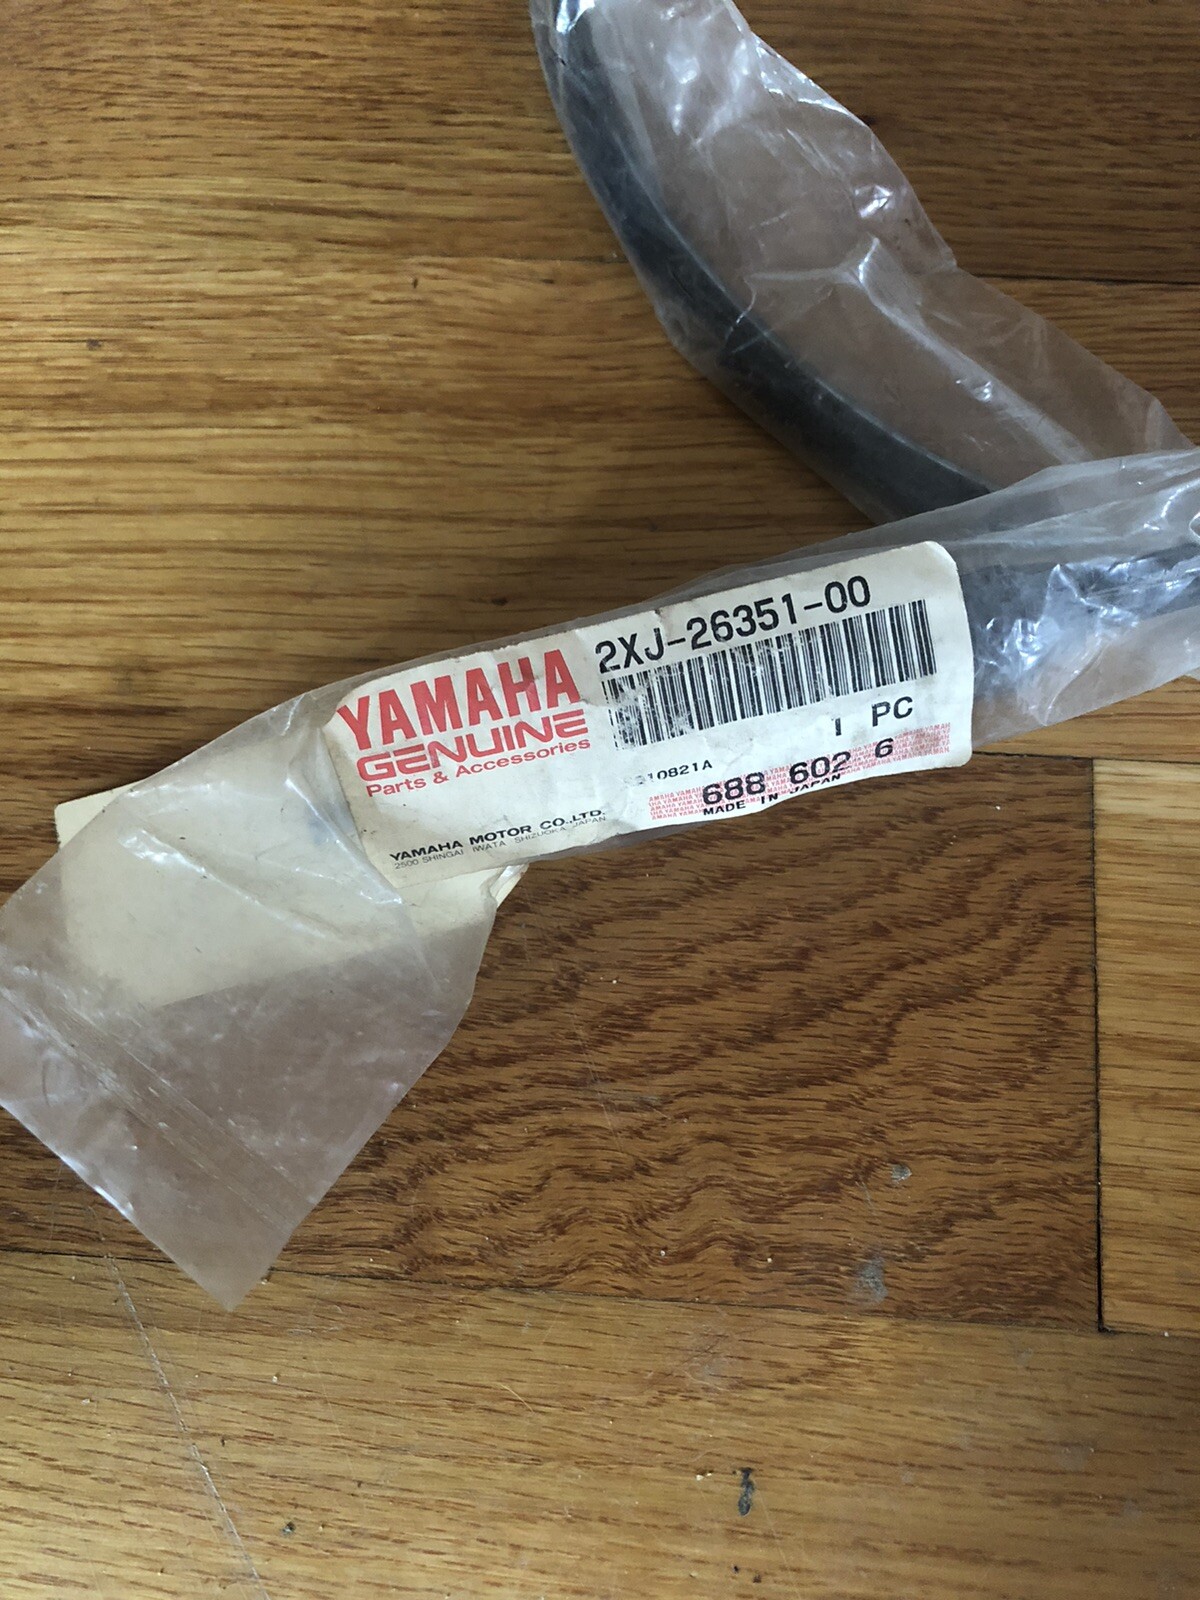 YAMAHA
GENUINE
Parts & Accessories
YAMAHA MOTOR CO.,LTD.
2500 SHINGAI IWATA SHIZUOKA JAPAN
2XJ-26351-00
1 PC
10821A
688 602 6
MADE IN JAPAN